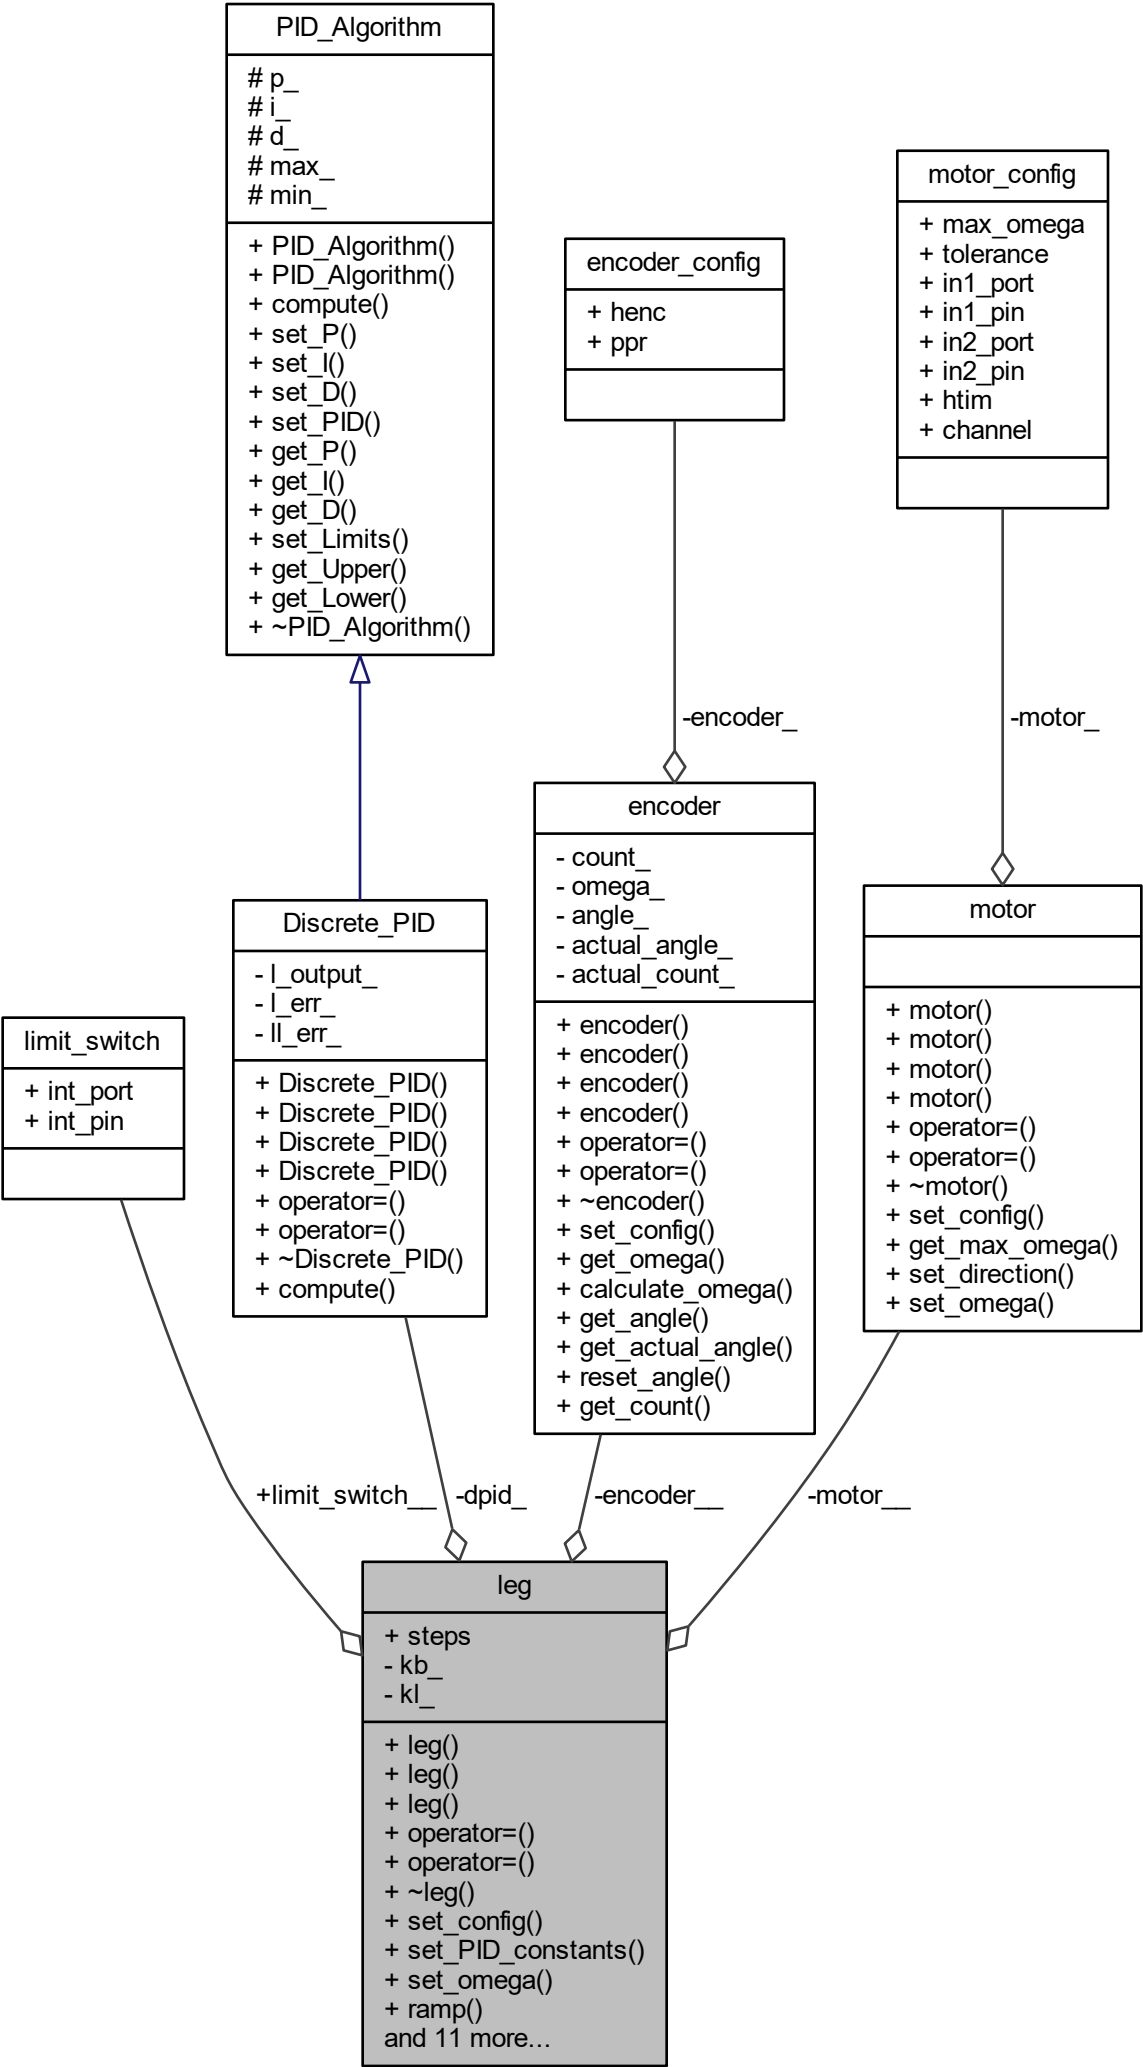 PID_Algorithm
# p_
# i_
# d_
# max_
# min_
+ PID_Algorithm()
+ PID_Algorithm()
+ compute()
+ set_P()
+ set_I()
+ set_D()
+ set_PID()
+ get_P()
+ get_I()
+ get_D()
+ set_Limits()
+ get_Upper()
+ get_Lower()
+ ~PID_Algorithm()
encoder_config
+ henc
+ ppr
motor_config
+ max_omega
+ tolerance
+ in1_port
+ in1_pin
+ in2_port
+ in2_pin
+ htim
+ channel
-encoder_
-motor_
limit_switch
+ int_port
+ int_pin
Discrete_PID
- l_output_
- l_err_
- ll_err_
+ Discrete_PID()
+ Discrete_PID()
+ Discrete_PID()
+ Discrete_PID()
+ operator=()
+ operator=()
+ ~Discrete_PID()
+ compute()
encoder
- count_
- omega_
- angle_
- actual_angle_
- actual_count_
+ encoder()
+ encoder()
+ encoder()
+ encoder()
+ operator=()
+ operator=()
+ ~encoder()
+ set_config()
+ get_omega()
+ calculate_omega()
+ get_angle()
+ get_actual_angle()
+ reset_angle()
+ get_count()
motor
+ motor()
+ motor()
+ motor()
+ motor()
+ operator=()
+ operator=()
+ ~motor()
+ set_config()
+ get_max_omega()
+ set_direction()
+ set_omega()
+limit_switch__
-dpid_
-encoder__
-motor__
leg
+ steps
- kb_
- kl_
+ leg()
+ leg()
+ leg()
+ operator=()
+ operator=()
+ ~leg()
+ set_config()
+ set_PID_constants()
+ set_omega()
+ ramp()
and 11 more...